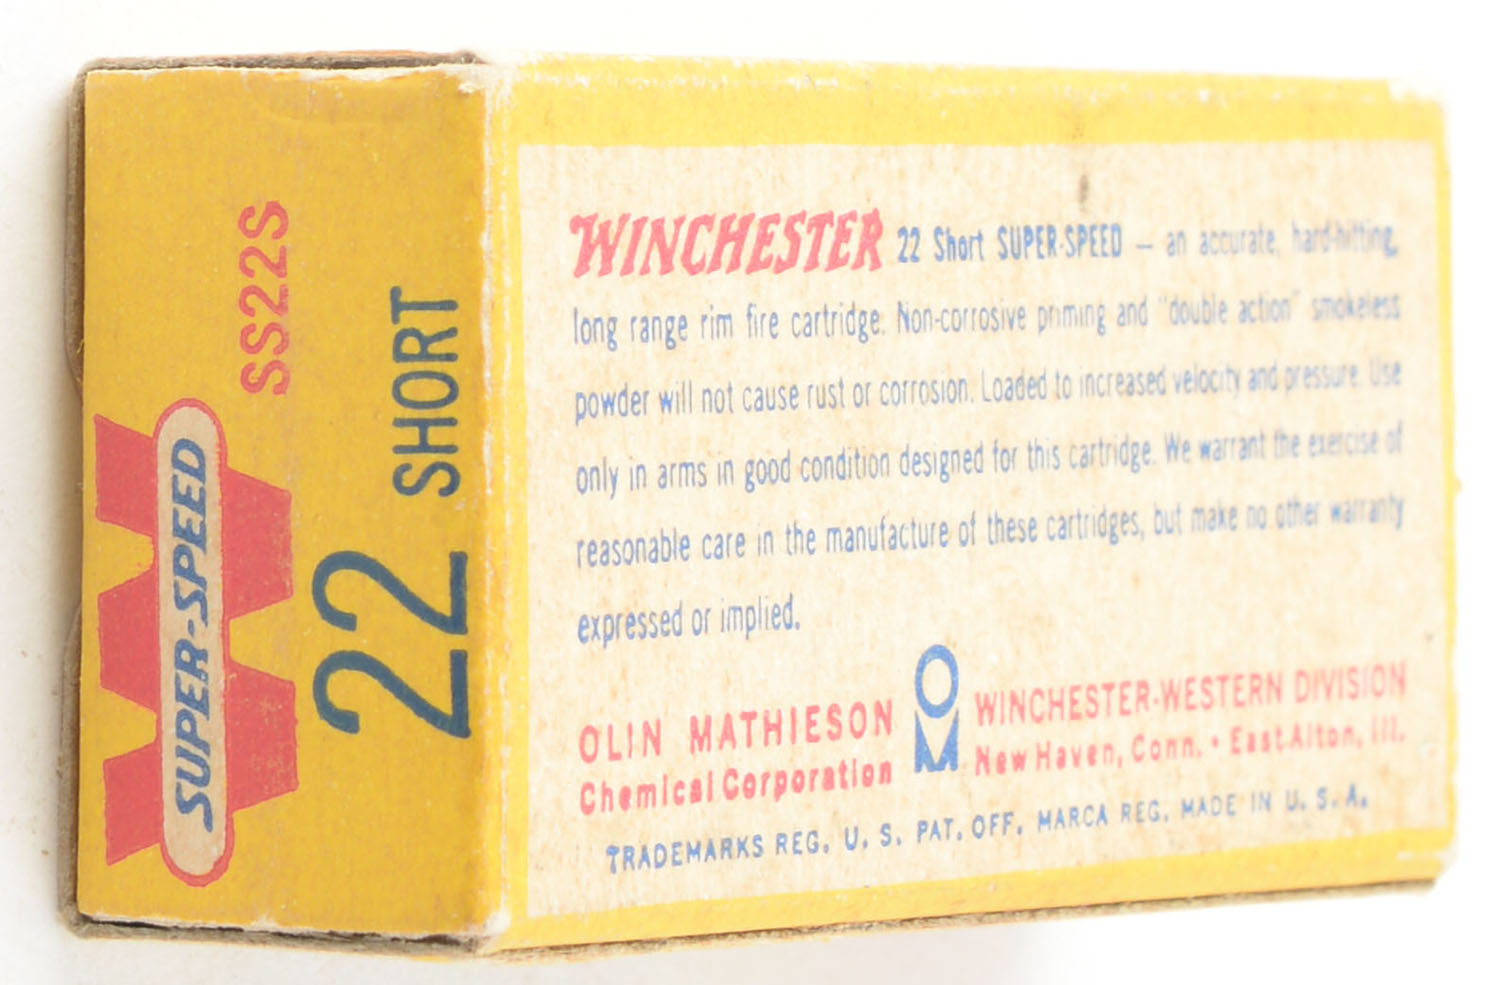 SS22S
SUPER-SPEED
22 SHORT
WINCHESTER 22 Short SUPER-SPEED — an accurate, hard-hitting,
long range rim fire cartridge. Non-corrosive priming and "double action" smokeless
powder will not cause rust or corrosion. Loaded to increased velocity and pressure. Use
only in arms in good condition designed for this cartridge. We warrant the exercise of
reasonable care in the manufacture of these cartridges, but make no other warranty
expressed or implied.
OLIN MATHIESON
Chemical Corporation
WINCHESTER-WESTERN DIVISION
New Haven, Conn. • East Alton, Ill.
TRADEMARKS REG. U. S. PAT. OFF. MARCA REG. MADE IN U. S. A.